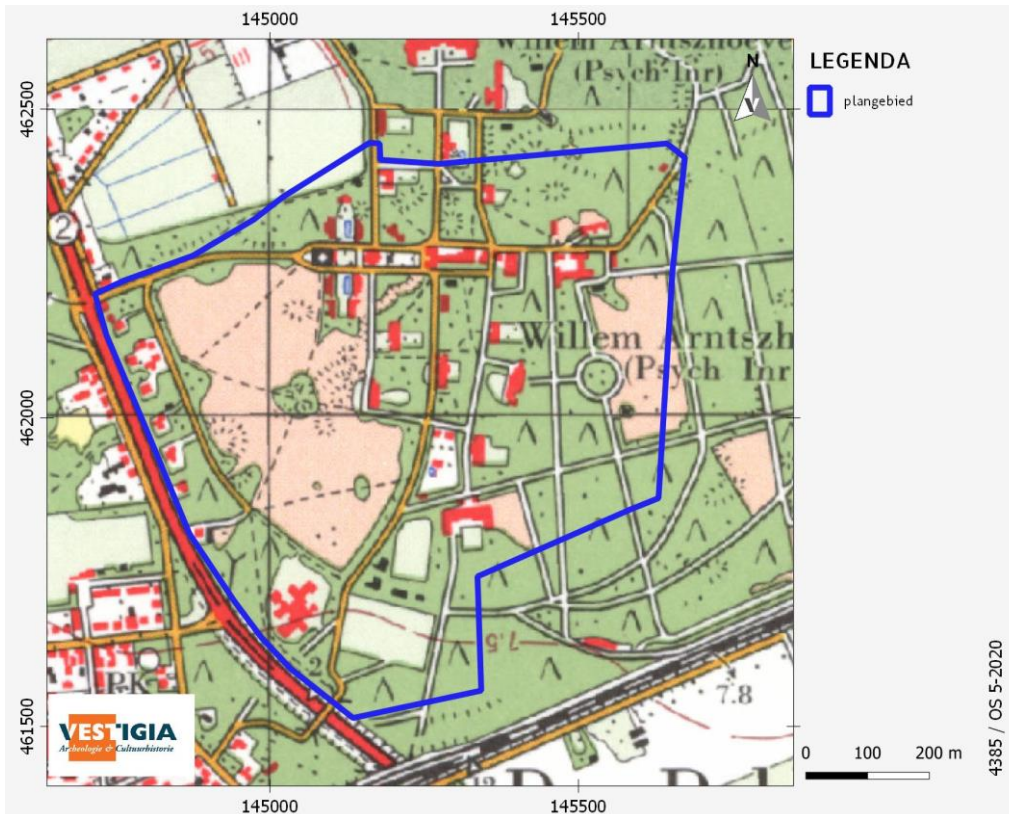 145000 145500
LEGENDA
plangebied
N
Willem Arntszhoeve
(Psych Inr)
462500
2
Willem Arntszh
(Psych Inr
462000
7.5
2
P.K
7.8
461500
12
VESTIGIA
Archeologie & Cultuurhistorie
0 100 200 m
4385 / OS 5-2020
145000 145500